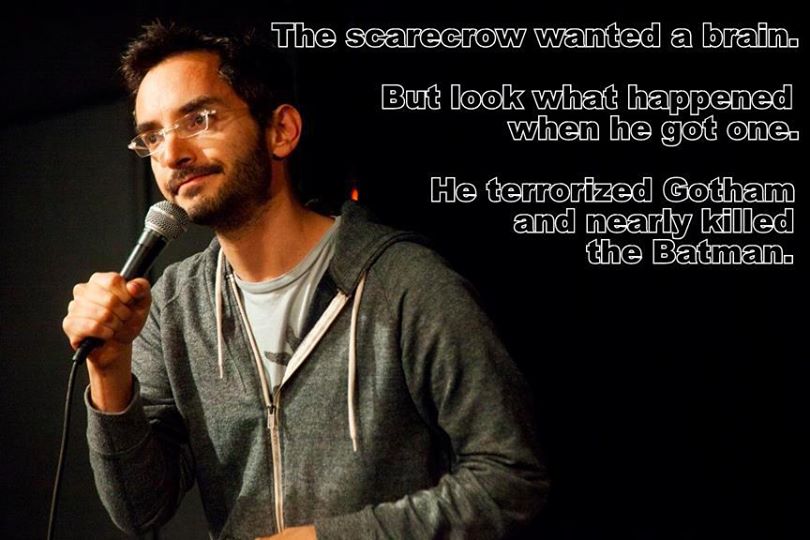 The scarecrow wanted a brain.
But look what happened
when he got one.
He terrorized Gotham
and nearly killed
the Batman.